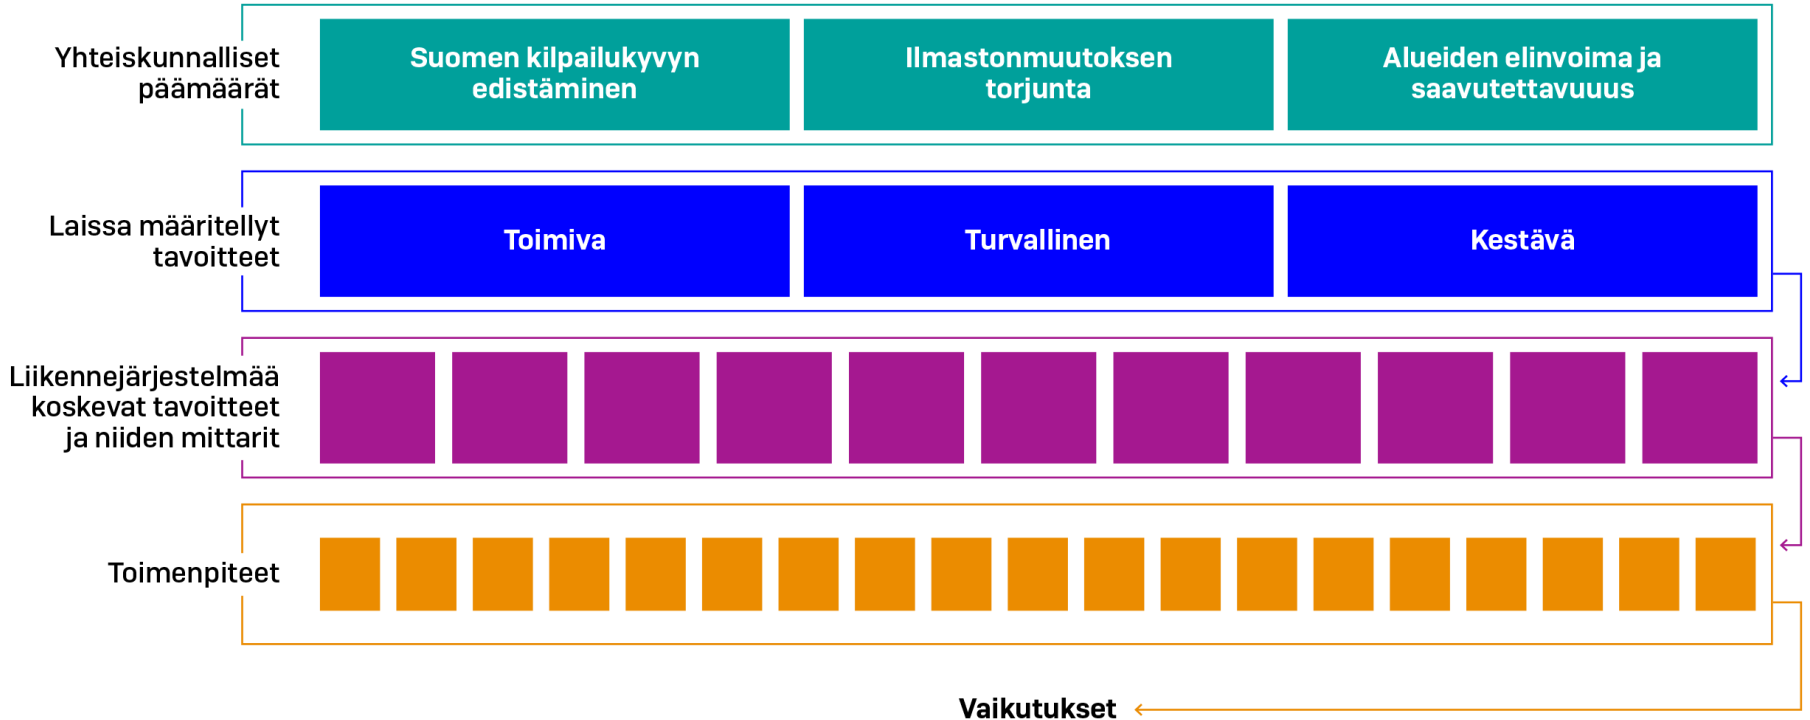 Yhteiskunnalliset
päämäärät
Suomen kilpailukyvyn
edistäminen
Ilmastonmuutoksen
torjunta
Alueiden elinvoima ja
saavutettavuuus
Laissa määritellyt
tavoitteet
Toimiva
Turvallinen
Kestävä
Liikennejärjestelmää
koskevat tavoitteet
ja niiden mittarit
Toimenpiteet
Vaikutukset